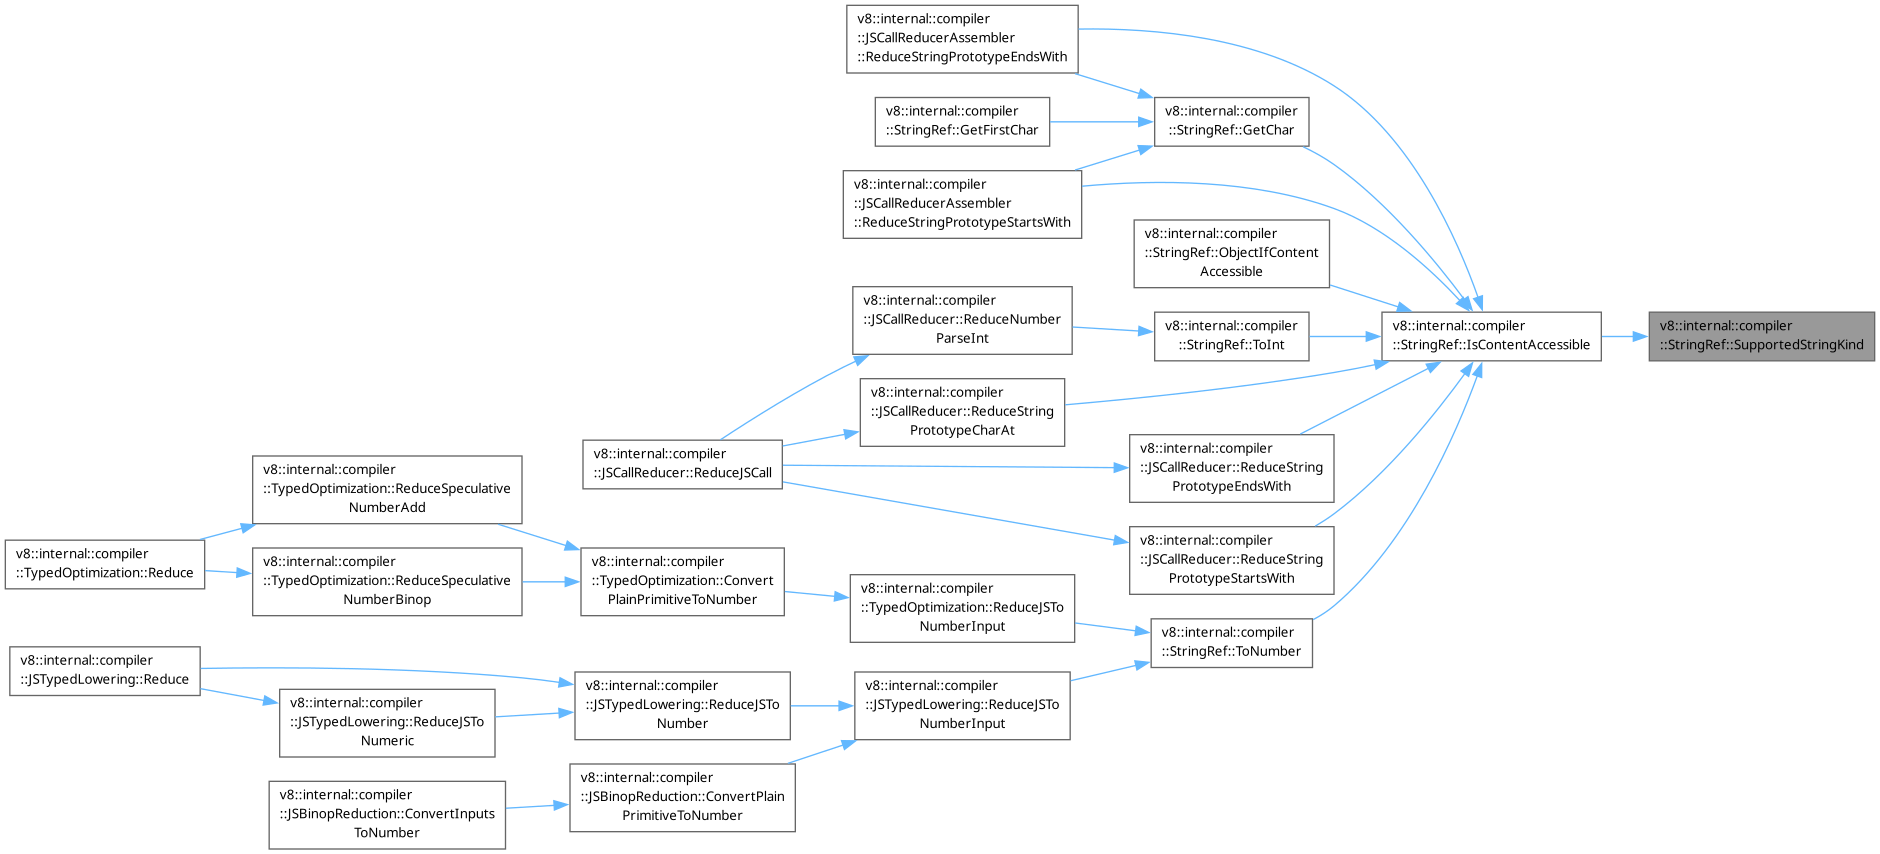 v8::internal::compiler
::JSCallReducerAssembler
::ReduceStringPrototypeEndsWith
v8::internal::compiler
::StringRef::GetFirstChar
v8::internal::compiler
::StringRef::GetChar
v8::internal::compiler
::JSCallReducerAssembler
::ReduceStringPrototypeStartsWith
v8::internal::compiler
::StringRef::ObjectIfContent
Accessible
v8::internal::compiler
::JSCallReducer::ReduceNumber
ParseInt
v8::internal::compiler
::StringRef::ToInt
v8::internal::compiler
::StringRef::IsContentAccessible
v8::internal::compiler
::StringRef::SupportedStringKind
v8::internal::compiler
::JSCallReducer::ReduceString
PrototypeCharAt
v8::internal::compiler
::JSCallReducer::ReduceJSCall
v8::internal::compiler
::JSCallReducer::ReduceString
PrototypeEndsWith
v8::internal::compiler
::TypedOptimization::ReduceSpeculative
NumberAdd
v8::internal::compiler
::TypedOptimization::Reduce
v8::internal::compiler
::TypedOptimization::ReduceSpeculative
NumberBinop
v8::internal::compiler
::TypedOptimization::Convert
PlainPrimitiveToNumber
v8::internal::compiler
::JSCallReducer::ReduceString
PrototypeStartsWith
v8::internal::compiler
::TypedOptimization::ReduceJSTo
NumberInput
v8::internal::compiler
::StringRef::ToNumber
v8::internal::compiler
::JSTypedLowering::Reduce
v8::internal::compiler
::JSTypedLowering::ReduceJSTo
Numeric
v8::internal::compiler
::JSTypedLowering::ReduceJSTo
Number
v8::internal::compiler
::JSTypedLowering::ReduceJSTo
NumberInput
v8::internal::compiler
::JSBinopReduction::ConvertInputs
ToNumber
v8::internal::compiler
::JSBinopReduction::ConvertPlain
PrimitiveToNumber